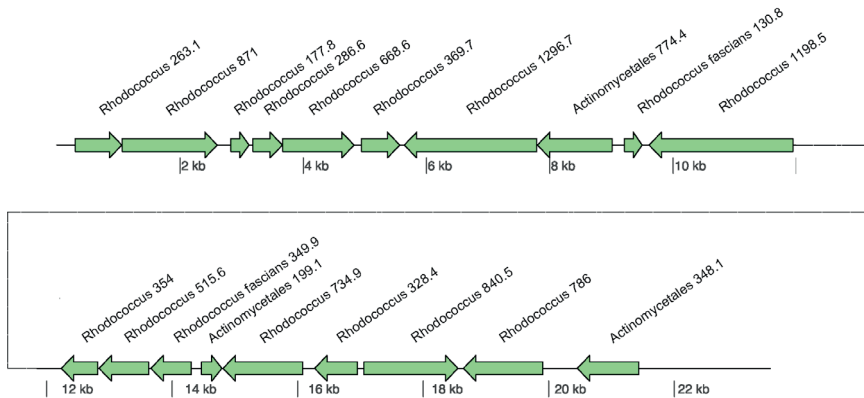 Rhodococcus 263.1
Rhodococcus 871
Rhodococcus 177.8
Rhodococcus 286.6
Rhodococcus 668.6
Rhodococcus 369.7
Rhodococcus 1296.7
Actinomycetales 774.4
Rhodococcus fascians 130.8
Rhodococcus 1198.5
2 kb
4 kb
6 kb
8 kb
10 kb
Rhodococcus 354
Rhodococcus 515.6
Rhodococcus fascians 349.9
Actinomycetales 199.1
Rhodococcus 734.9
Rhodococcus 328.4
Rhodococcus 840.5
Rhodococcus 786
Actinomycetales 348.1
12 kb
14 kb
16 kb
18 kb
20 kb
22 kb